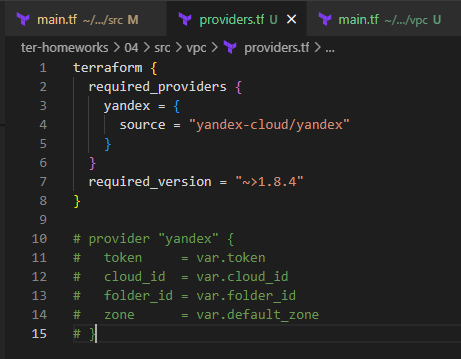 main.tf ~/.../src M
providers.tf U
main.tf ~/.../vpc U
ter-homeworks > 04 > src > vpc > providers.tf > ...
1 terraform {
2   required_providers {
3     yandex = {
4       source = "yandex-cloud/yandex"
5     }
6   }
7   required_version = "~>1.8.4"
8 }
9
10 # provider "yandex" {
11 #   token     = var.token
12 #   cloud_id  = var.cloud_id
13 #   folder_id = var.folder_id
14 #   zone      = var.default_zone
15 # }